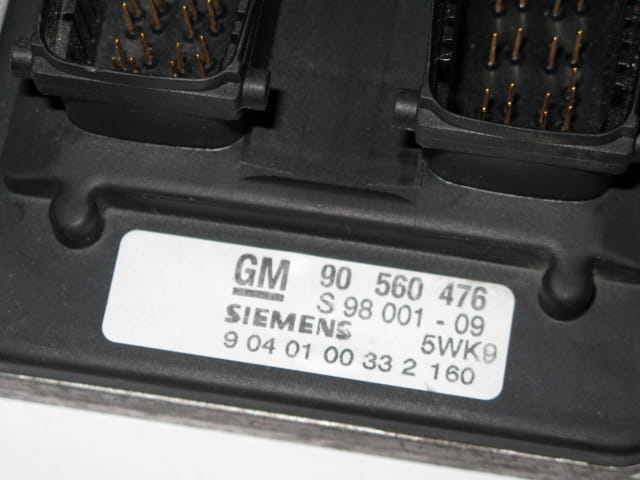 GM 90 560 476
S 98 001 - 09
SIEMENS 5WK9
9 04 01 00 33 2 160